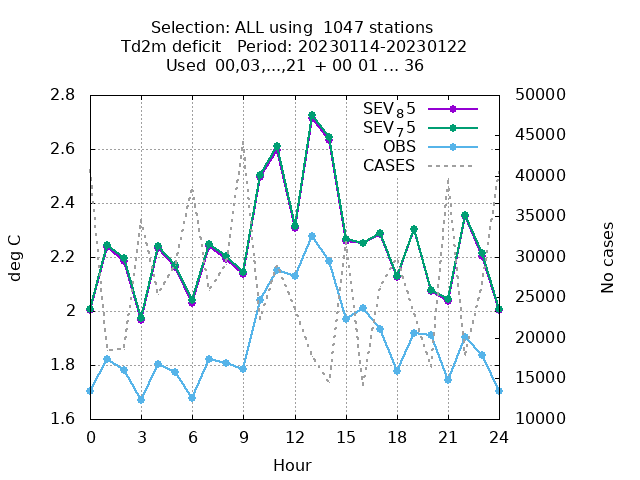 Selection: ALL using  1047 stations
Td2m deficit   Period: 20230114-20230122
Used  00,03,...,21  + 00 01 ... 36
2.8
2.6
2.4
2.2
2
1.8
1.6
deg C
SEV₈5
SEV₇5
OBS
CASES
50000
45000
40000
35000
30000
25000
20000
15000
10000
No cases
0 3 6 9 12 15 18 21 24
Hour